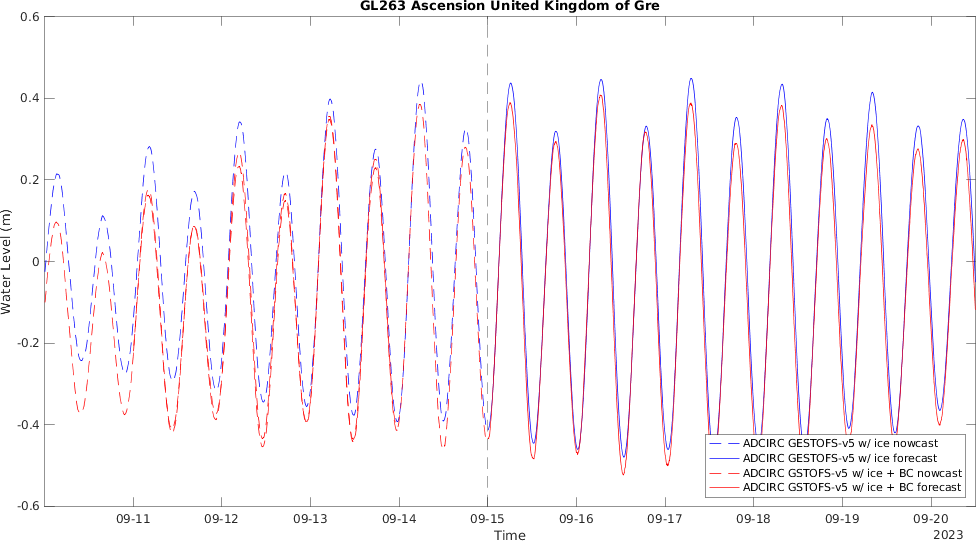 GL263 Ascension United Kingdom of Gre
0.6
0.4
0.2
0
-0.2
-0.4
-0.6
Water Level (m)
ADCIRC GESTOFS-v5 w/ ice nowcast
ADCIRC GESTOFS-v5 w/ ice forecast
ADCIRC GSTOFS-v5 w/ ice + BC nowcast
ADCIRC GSTOFS-v5 w/ ice + BC forecast
09-11 09-12 09-13 09-14 09-15 09-16 09-17 09-18 09-19 09-20
Time
2023